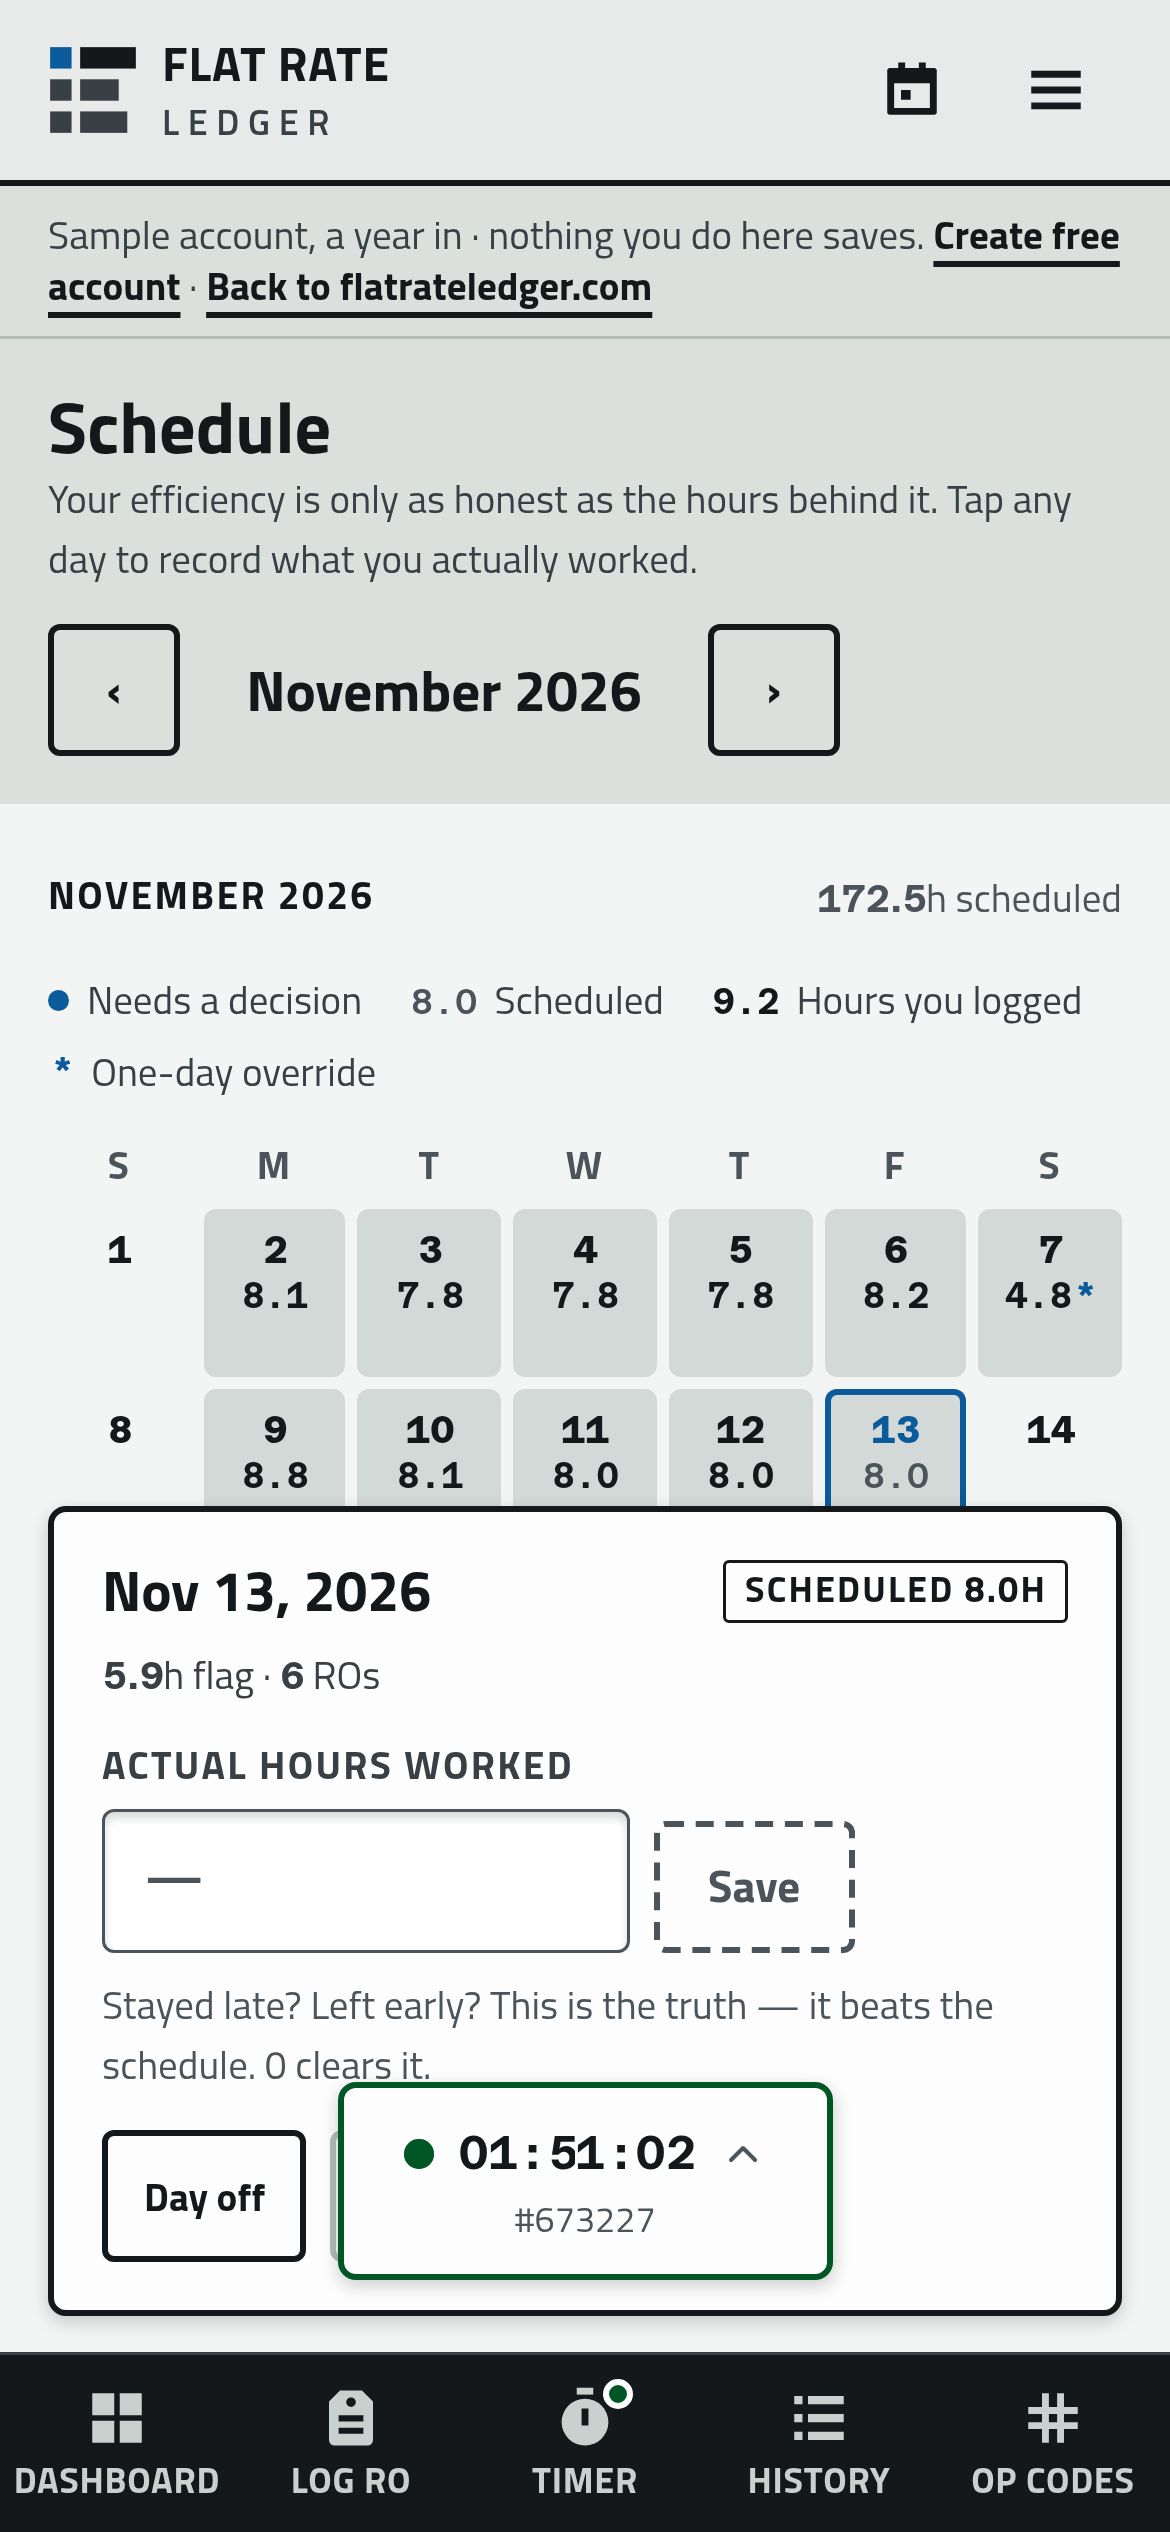 FLAT RATE
LEDGER
Sample account, a year in · nothing you do here saves. Create free
account · Back to flatrateledger.com
Schedule
Your efficiency is only as honest as the hours behind it. Tap any
day to record what you actually worked.
‹ November 2026 ›
NOVEMBER 2026 172.5h scheduled
Needs a decision 8.0 Scheduled 9.2 Hours you logged
* One-day override
S M T W T F S
1 2 3 4 5 6 7
8.1 7.8 7.8 7.8 8.2 4.8*
8 9 10 11 12 13 14
8.8 8.1 8.0 8.0 8.0
Nov 13, 2026 SCHEDULED 8.0H
5.9h flag · 6 ROs
ACTUAL HOURS WORKED
— Save
Stayed late? Left early? This is the truth — it beats the
schedule. 0 clears it.
Day off
01:51:02
#673227
DASHBOARD LOG RO TIMER HISTORY OP CODES